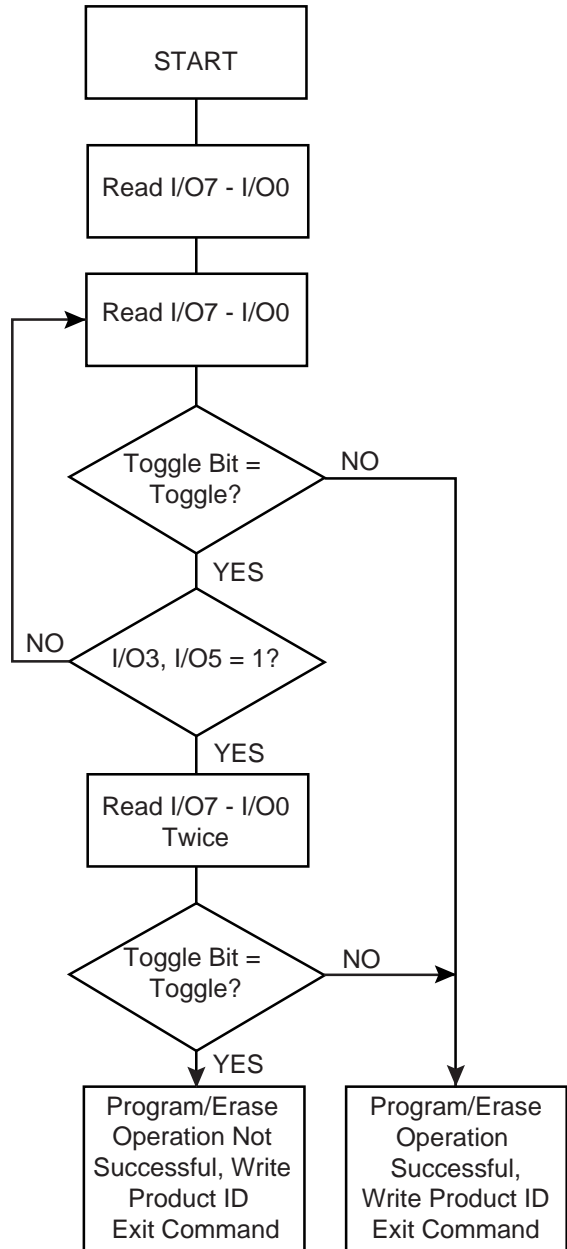 START
Read I/O7 - I/O0
Read I/O7 - I/O0
Toggle Bit =
Toggle?
NO
YES
NO
I/O3, I/O5 = 1?
YES
Read I/O7 - I/O0
Twice
Toggle Bit =
Toggle?
NO
YES
Program/Erase
Operation Not
Successful, Write
Product ID
Exit Command
Program/Erase
Operation
Successful,
Write Product ID
Exit Command